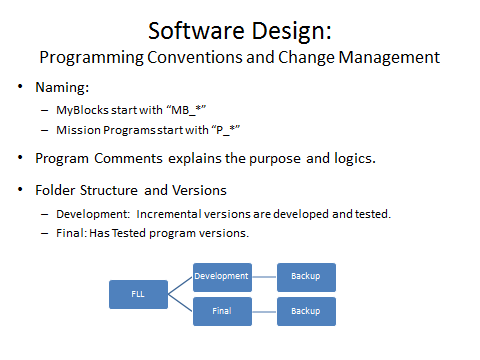 Software Design:
Programming Conventions and Change Management
• Naming:
– MyBlocks start with “MB_*”
– Mission Programs start with “P_*”
• Program Comments explains the purpose and logics.
• Folder Structure and Versions
– Development: Incremental versions are developed and tested.
– Final: Has Tested program versions.
Development
Backup
FLL
Final
Backup